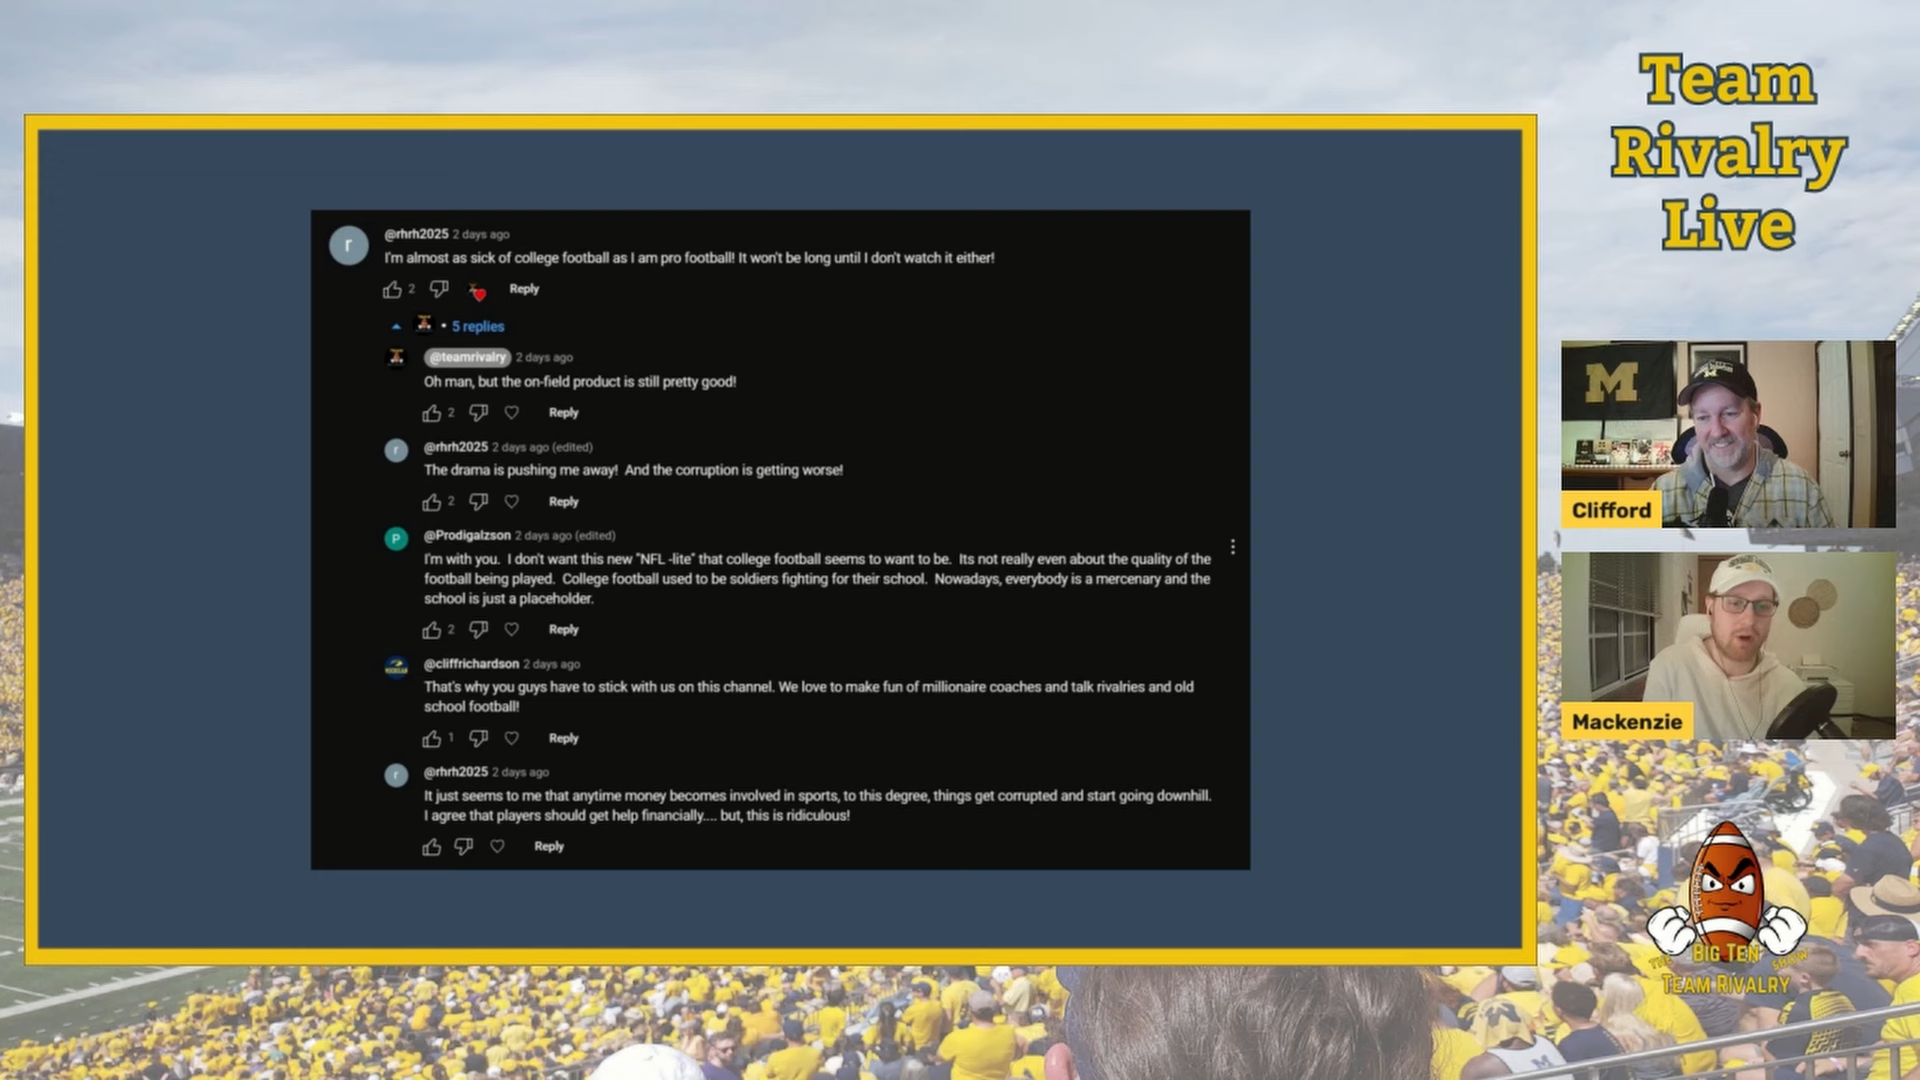 Team
Rivalry
Live
r
@rhrh2025 2 days ago
I'm almost as sick of college football as I am pro football! It won't be long until I don't watch it either!
2 Reply
• 5 replies
@teamrivalry 2 days ago
Oh man, but the on-field product is still pretty good!
2 Reply
r
@rhrh2025 2 days ago (edited)
The drama is pushing me away!  And the corruption is getting worse!
2 Reply
P
@Prodigalzson 2 days ago (edited)
I'm with you.  I don't want this new "NFL -lite" that college football seems to want to be.  Its not really even about the quality of the
football being played.  College football used to be soldiers fighting for their school.  Nowadays, everybody is a mercenary and the
school is just a placeholder.
2 Reply
MICHIGAN
@cliffrichardson 2 days ago
That's why you guys have to stick with us on this channel. We love to make fun of millionaire coaches and talk rivalries and old
school football!
1 Reply
r
@rhrh2025 2 days ago
It just seems to me that anytime money becomes involved in sports, to this degree, things get corrupted and start going downhill.
I agree that players should get help financially.... but, this is ridiculous!
Reply
M
Clifford
Mackenzie
THE BIG TEN SHOW
TEAM RIVALRY